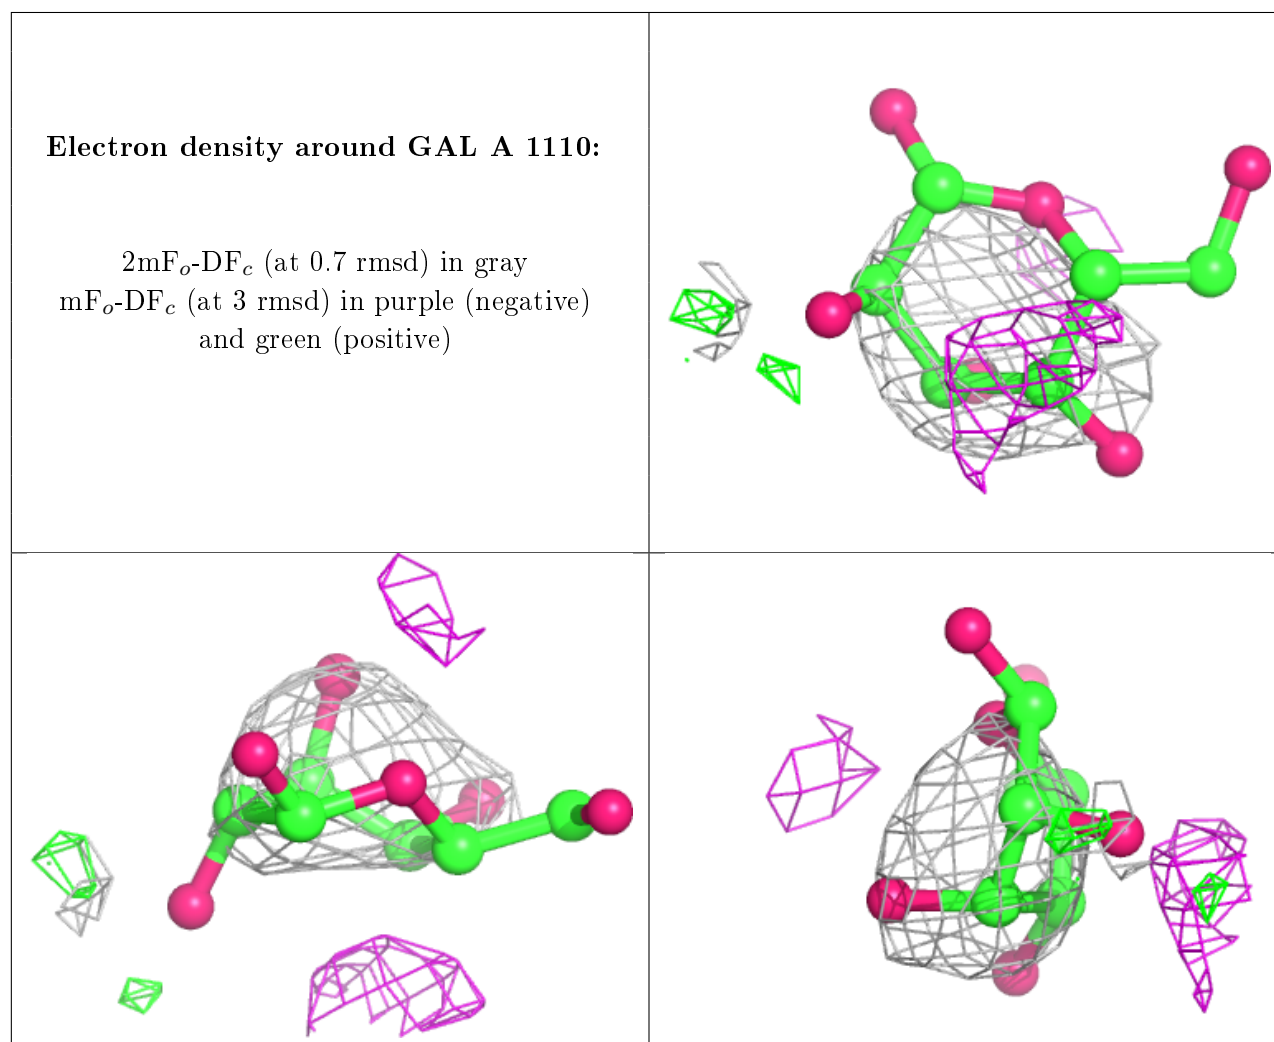 Electron density around GAL A 1110:
2mFo-DFc (at 0.7 rmsd) in gray
mFo-DFc (at 3 rmsd) in purple (negative)
and green (positive)